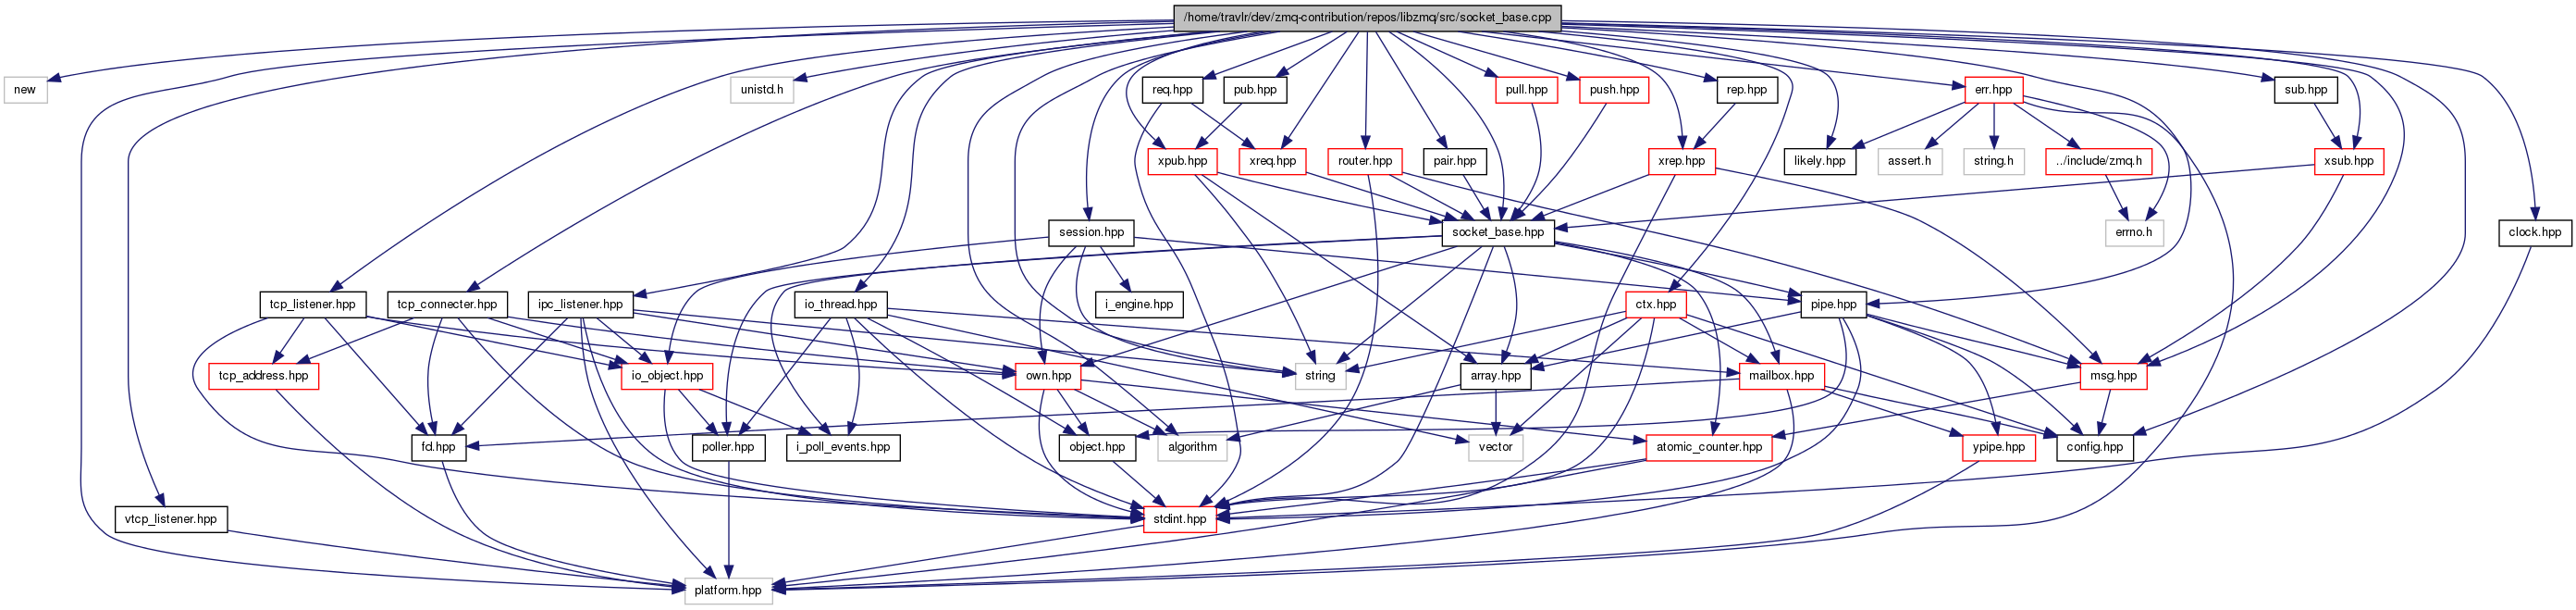 /home/travlr/dev/zmq-contribution/repos/libzmq/src/socket_base.cpp
new
unistd.h
req.hpp
pub.hpp
pull.hpp
push.hpp
rep.hpp
err.hpp
sub.hpp
xpub.hpp
xreq.hpp
router.hpp
pair.hpp
xrep.hpp
likely.hpp
assert.h
string.h
../include/zmq.h
xsub.hpp
session.hpp
socket_base.hpp
errno.h
clock.hpp
tcp_listener.hpp
tcp_connecter.hpp
ipc_listener.hpp
io_thread.hpp
i_engine.hpp
ctx.hpp
pipe.hpp
tcp_address.hpp
io_object.hpp
own.hpp
string
array.hpp
mailbox.hpp
msg.hpp
fd.hpp
poller.hpp
i_poll_events.hpp
object.hpp
algorithm
vector
atomic_counter.hpp
ypipe.hpp
config.hpp
vtcp_listener.hpp
stdint.hpp
platform.hpp